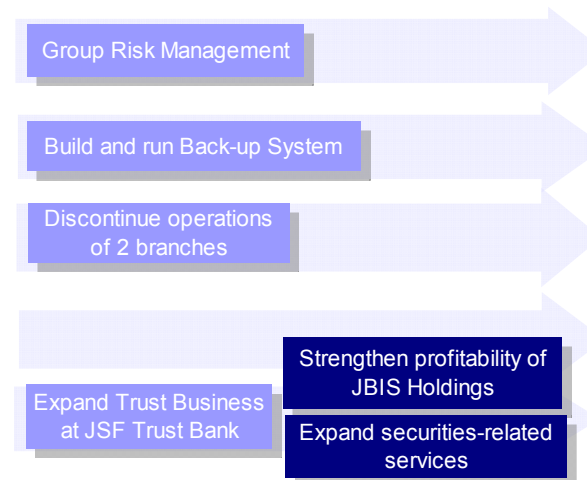 Group Risk Management
Build and run Back-up System
Discontinue operations
of 2 branches
Strengthen profitability of
JBIS Holdings
Expand Trust Business
at JSF Trust Bank
Expand securities-related
services